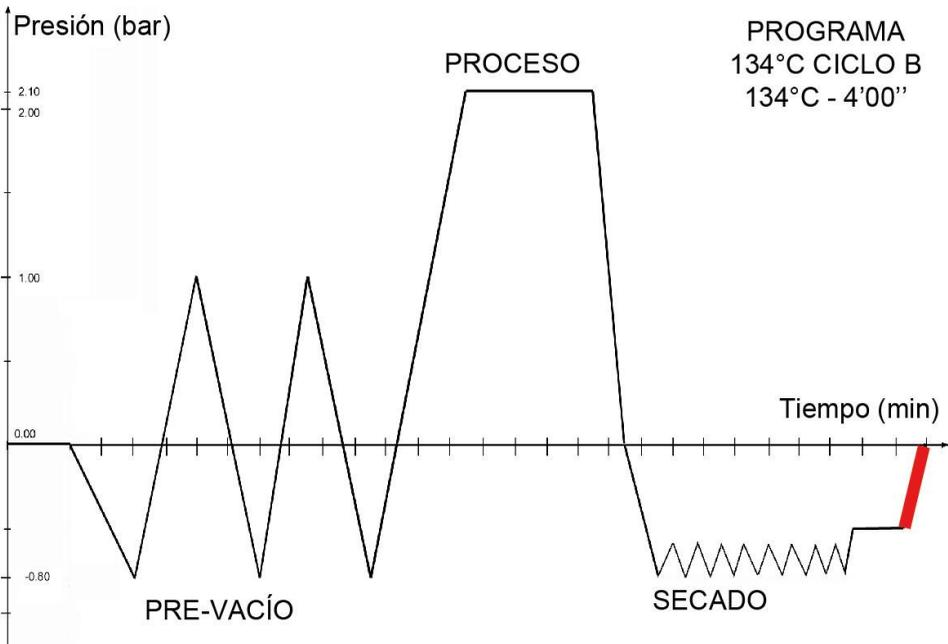 Presión (bar)
PROGRAMA
134°C CICLO B
134°C - 4’00’’
PROCESO
2.10
2.00
1.00
0.00
Tiempo (min)
-0.80
PRE-VACÍO
SECADO